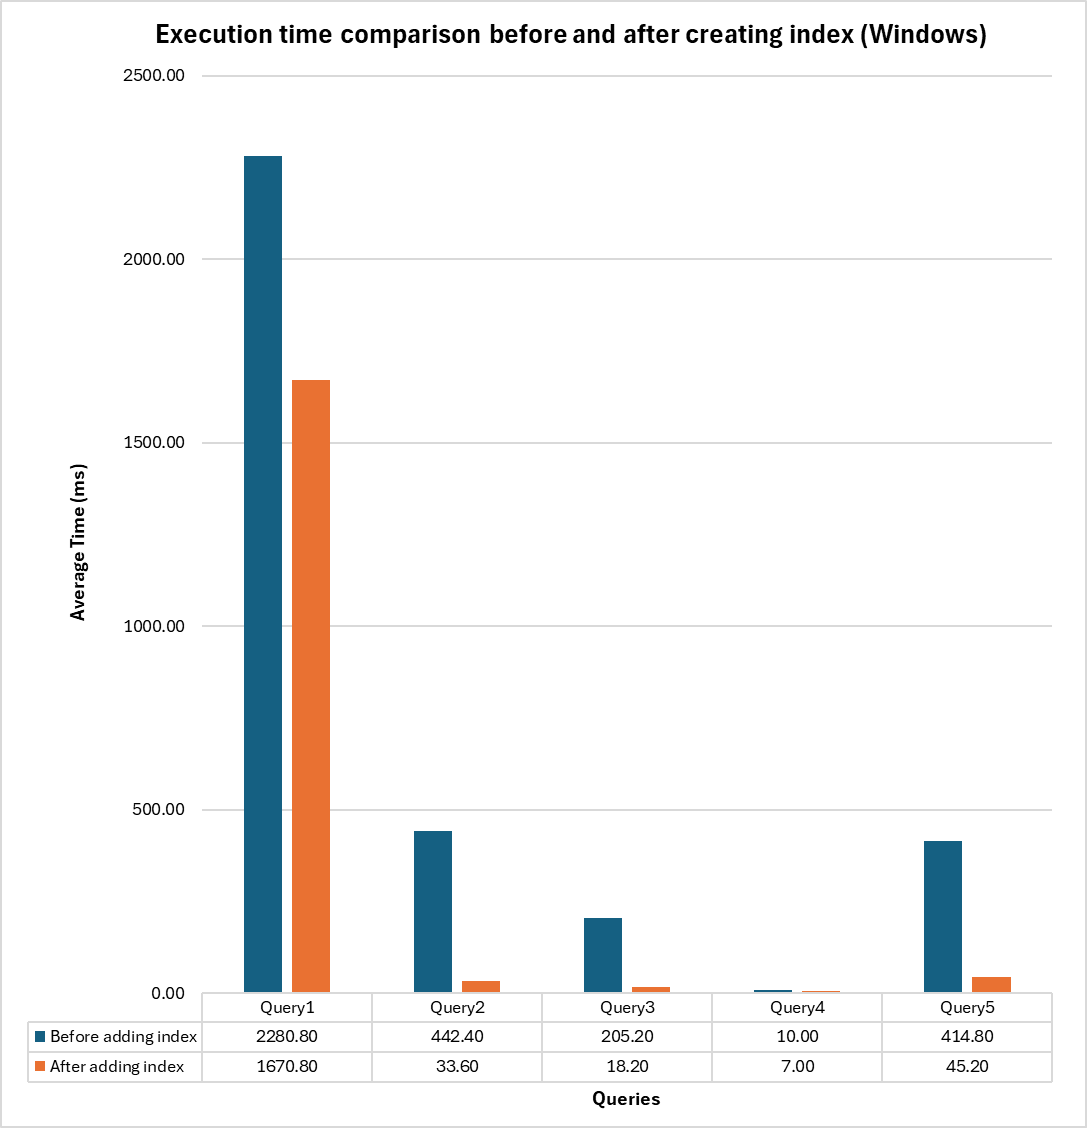 Execution time comparison before and after creating index (Windows)
2500.00
2000.00
1500.00
1000.00
500.00
0.00
Average Time (ms)
Query1 Query2 Query3 Query4 Query5
Before adding index 2280.80 442.40 205.20 10.00 414.80
After adding index 1670.80 33.60 18.20 7.00 45.20
Queries